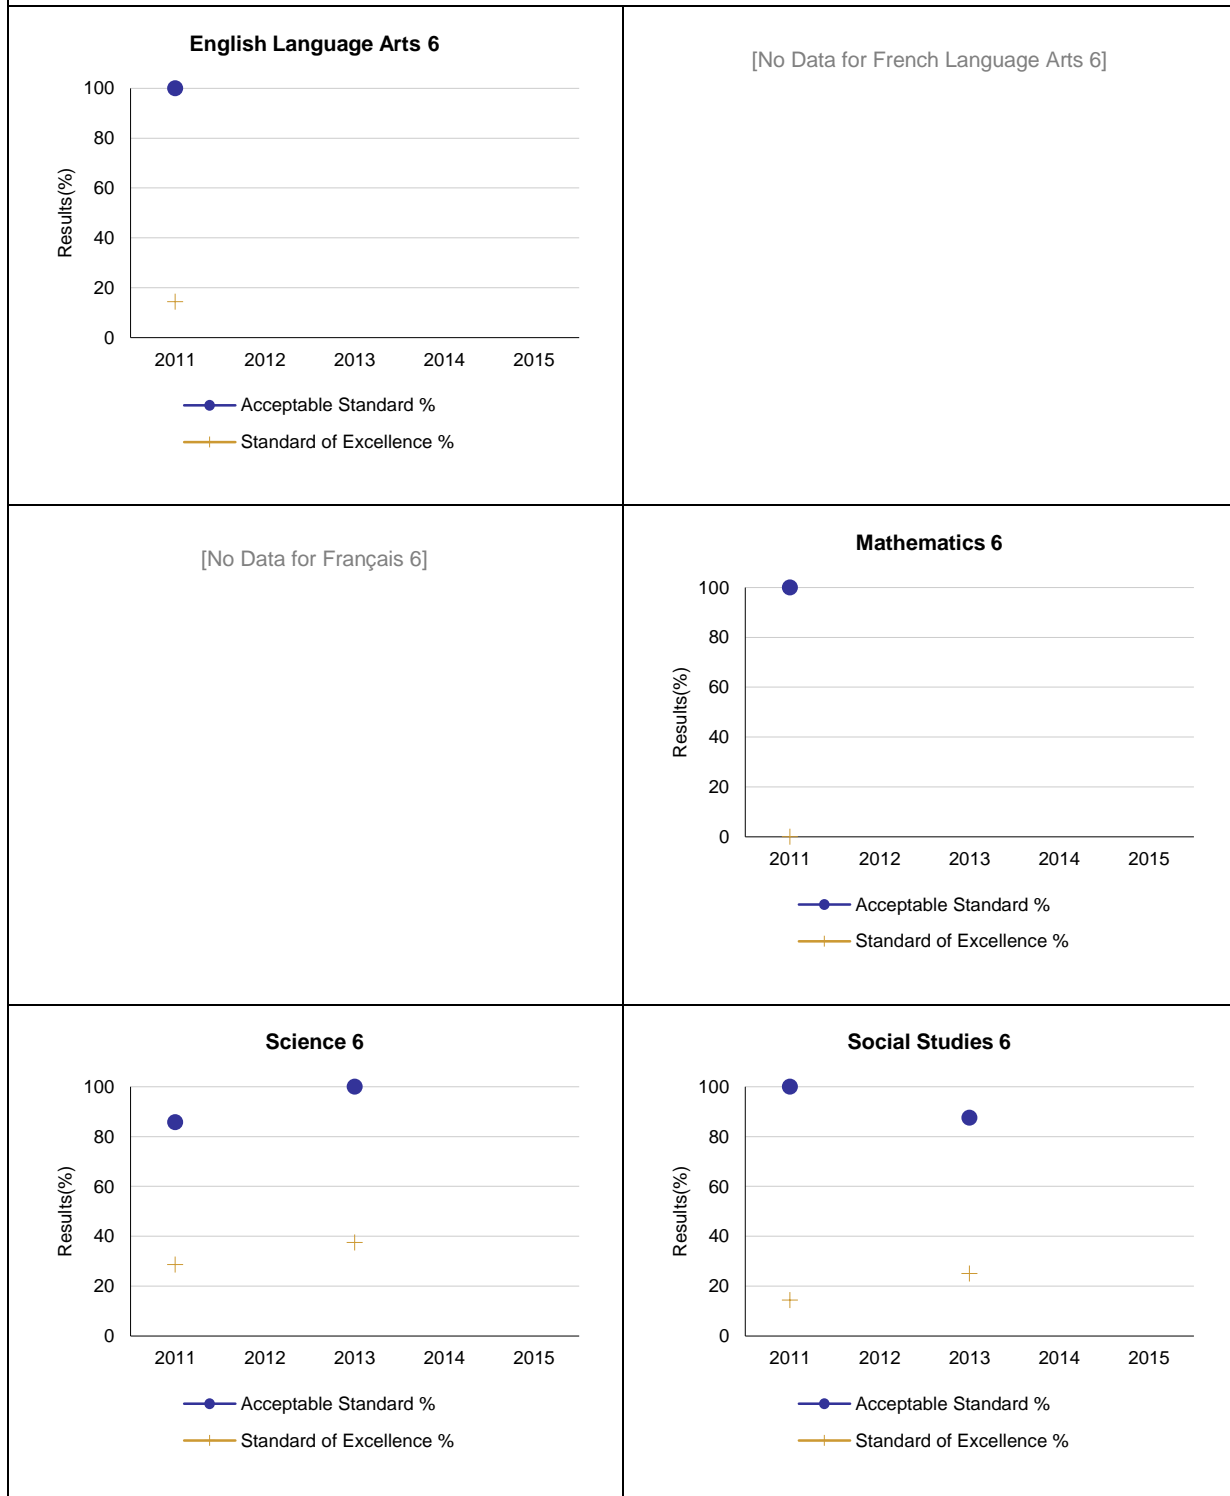 English Language Arts 6
100
80
60
40
20
0
Results(%)
2011 2012 2013 2014 2015
Acceptable Standard %
Standard of Excellence %
[No Data for French Language Arts 6]
[No Data for Français 6]
Mathematics 6
100
80
60
40
20
0
Results(%)
2011 2012 2013 2014 2015
Acceptable Standard %
Standard of Excellence %
Science 6
100
80
60
40
20
0
Results(%)
2011 2012 2013 2014 2015
Acceptable Standard %
Standard of Excellence %
Social Studies 6
100
80
60
40
20
0
Results(%)
2011 2012 2013 2014 2015
Acceptable Standard %
Standard of Excellence %